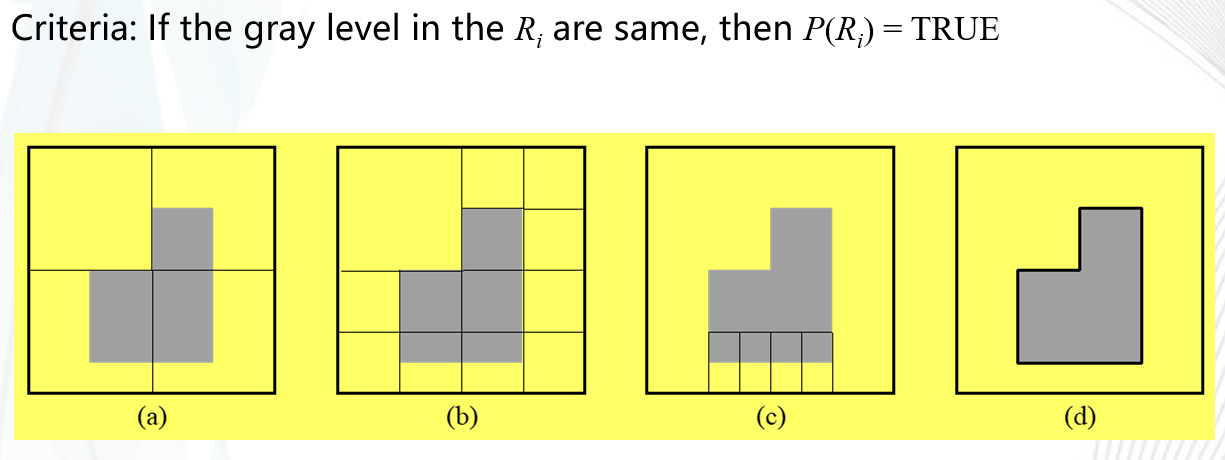 Criteria: If the gray level in the Rᵢ are same, then P(Rᵢ) = TRUE
(a) (b) (c) (d)